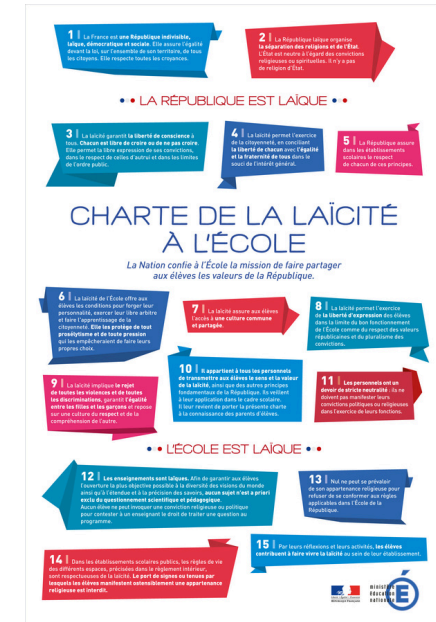 1 | La France est une République indivisible,
laïque, démocratique et sociale. Elle assure l'égalité
devant la loi, sur l'ensemble de son territoire, de tous
les citoyens. Elle respecte toutes les croyances.
2 | La République laïque organise
la séparation des religions et de l'État.
L'État est neutre à l'égard des convictions
religieuses ou spirituelles. Il n'y a pas
de religion d'État.
• • LA RÉPUBLIQUE EST LAÏQUE • •
3 | La laïcité garantit la liberté de conscience à
tous. Chacun est libre de croire ou de ne pas croire.
Elle permet la libre expression de ses convictions,
dans le respect de celles d'autrui et dans les limites
de l'ordre public.
4 | La laïcité permet l'exercice
de la citoyenneté, en conciliant
la liberté de chacun avec l'égalité
et la fraternité de tous dans le
souci de l'intérêt général.
5 | La République assure
dans les établissements
scolaires le respect
de chacun de ces principes.
CHARTE DE LA LAÏCITÉ
À L'ÉCOLE
La Nation confie à l'École la mission de faire partager
aux élèves les valeurs de la République.
6 | La laïcité de l'École offre aux
élèves les conditions pour forger leur
personnalité, exercer leur libre arbitre
et faire l'apprentissage de la
citoyenneté. Elle les protège de tout
prosélytisme et de toute pression
qui les empêcheraient de faire leurs
propres choix.
7 | La laïcité assure aux élèves
l'accès à une culture commune
et partagée.
8 | La laïcité permet l'exercice
de la liberté d'expression des élèves
dans la limite du bon fonctionnement
de l'École comme du respect des valeurs
républicaines et du pluralisme des
convictions.
9 | La laïcité implique le rejet
de toutes les violences et de toutes
les discriminations, garantit l'égalité
entre les filles et les garçons et repose
sur une culture du respect et de la
compréhension de l'autre.
10 | Il appartient à tous les personnels
de transmettre aux élèves le sens et la valeur
de la laïcité, ainsi que des autres principes
fondamentaux de la République. Ils veillent
à leur application dans le cadre scolaire.
Il leur revient de porter la présente charte
à la connaissance des parents d'élèves.
11 | Les personnels ont un
devoir de stricte neutralité : ils ne
doivent pas manifester leurs
convictions politiques ou religieuses
dans l'exercice de leurs fonctions.
• • L'ÉCOLE EST LAÏQUE • •
12 | Les enseignements sont laïques. Afin de garantir aux élèves
l'ouverture la plus objective possible à la diversité des visions du monde
ainsi qu'à l'étendue et à la précision des savoirs, aucun sujet n'est a priori
exclu du questionnement scientifique et pédagogique.
Aucun élève ne peut invoquer une conviction religieuse ou politique
pour contester à un enseignant le droit de traiter une question au
programme.
13 | Nul ne peut se prévaloir
de son appartenance religieuse pour
refuser de se conformer aux règles
applicables dans l'École de la
République.
14 | Dans les établissements scolaires publics, les règles de vie
des différents espaces, précisées dans le règlement intérieur,
sont respectueuses de la laïcité. Le port de signes ou tenues par
lesquels les élèves manifestent ostensiblement une appartenance
religieuse est interdit.
15 | Par leurs réflexions et leurs activités, les élèves
contribuent à faire vivre la laïcité au sein de leur établissement.
ministère
éducation
nationale